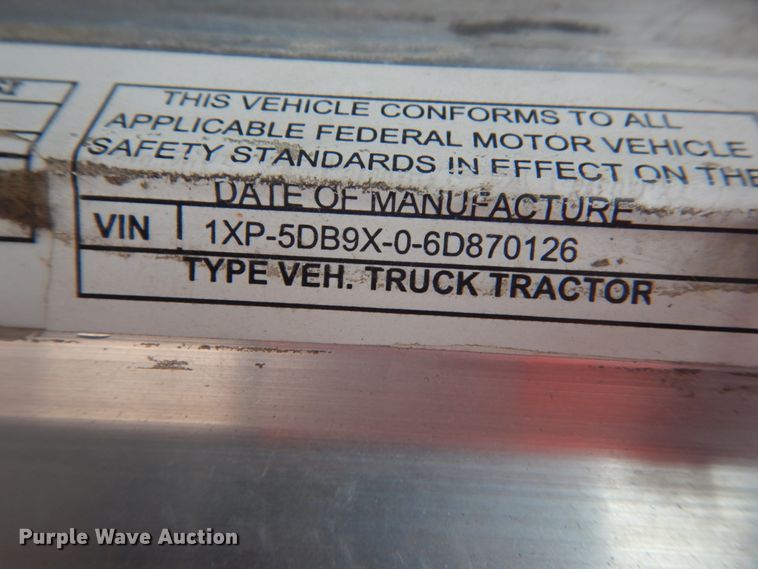 THIS VEHICLE CONFORMS TO ALL
APPLICABLE FEDERAL MOTOR VEHICLE
SAFETY STANDARDS IN EFFECT ON THE
DATE OF MANUFACTURE
VIN 1XP-5DB9X-0-6D870126
TYPE VEH. TRUCK TRACTOR
Purple Wave Auction